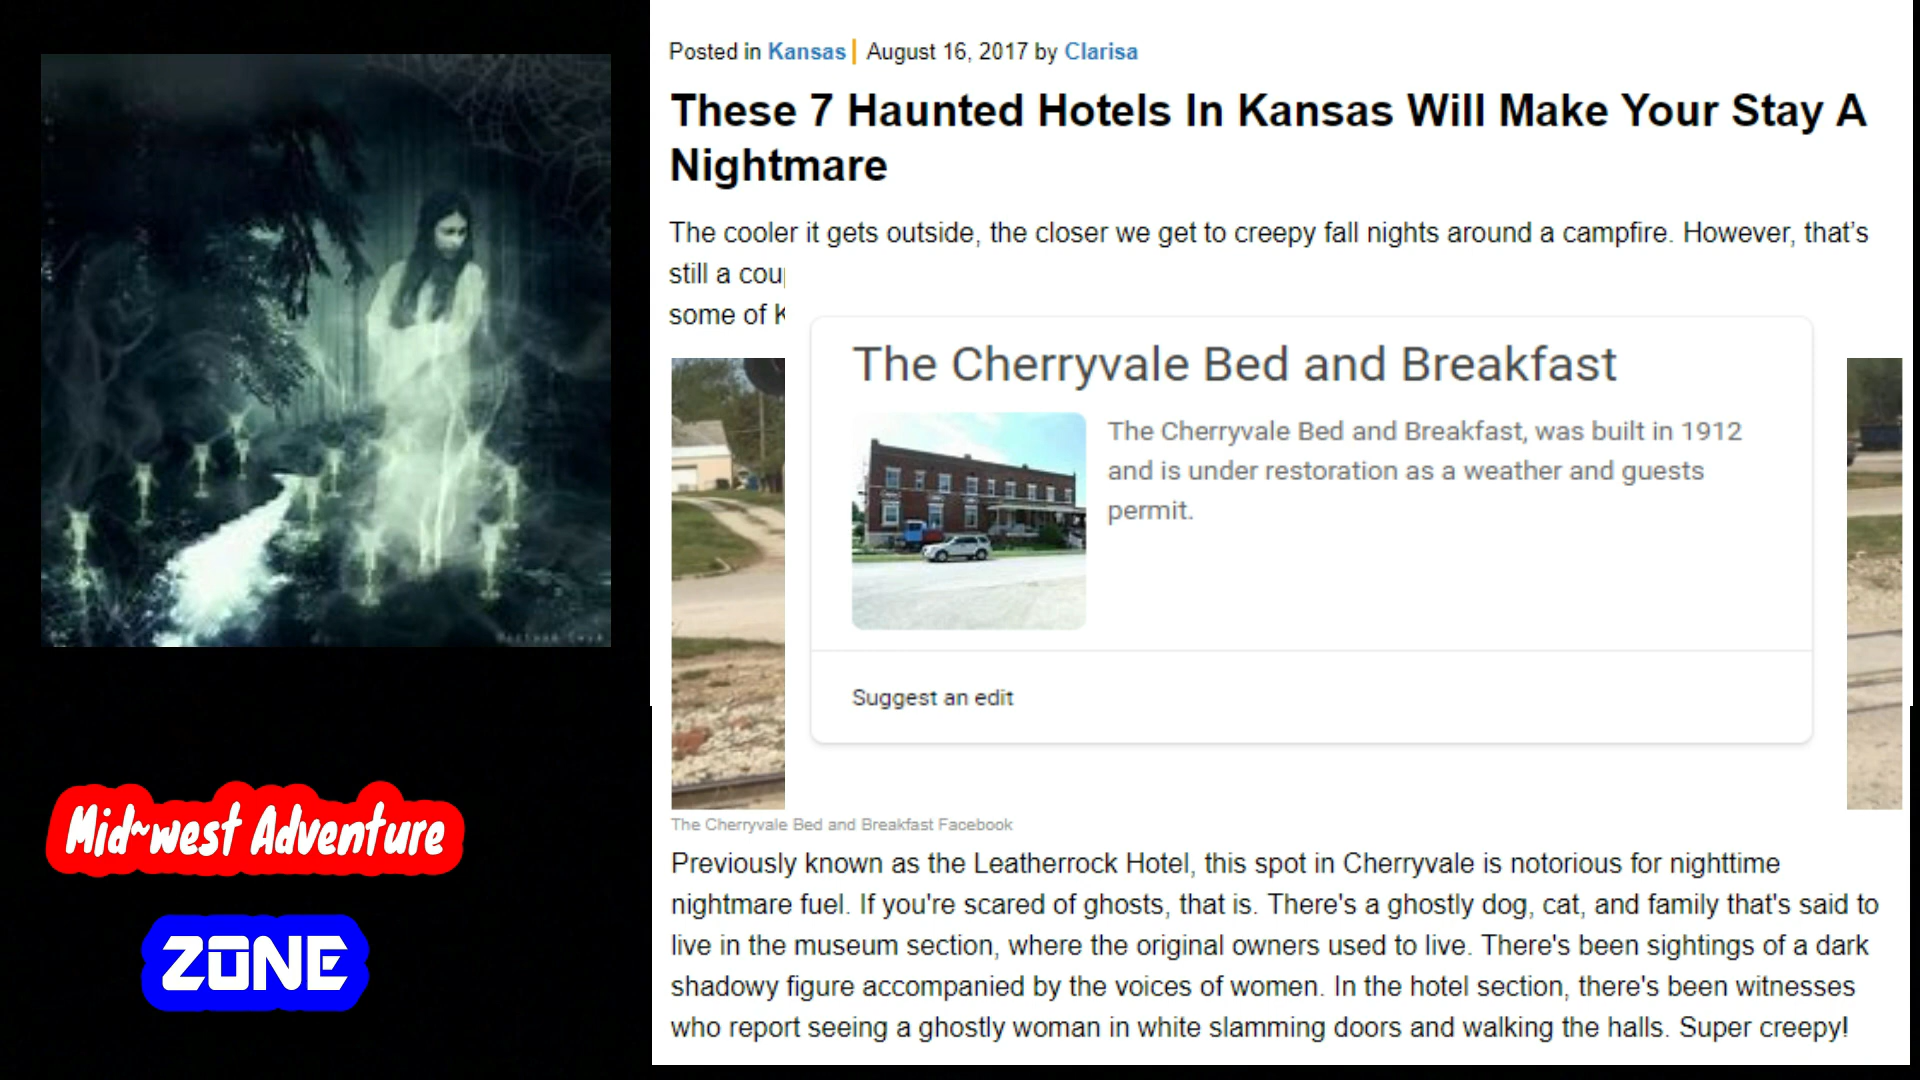 Posted in Kansas | August 16, 2017 by Clarisa
These 7 Haunted Hotels In Kansas Will Make Your Stay A
Nightmare
The cooler it gets outside, the closer we get to creepy fall nights around a campfire. However, that’s
still a
some of
The Cherryvale Bed and Breakfast
The Cherryvale Bed and Breakfast, was built in 1912
and is under restoration as a weather and guests
permit.
Suggest an edit
The Cherryvale Bed and Breakfast Facebook
Previously known as the Leatherrock Hotel, this spot in Cherryvale is notorious for nighttime
nightmare fuel. If you're scared of ghosts, that is. There's a ghostly dog, cat, and family that's said to
live in the museum section, where the original owners used to live. There's been sightings of a dark
shadowy figure accompanied by the voices of women. In the hotel section, there's been witnesses
who report seeing a ghostly woman in white slamming doors and walking the halls. Super creepy!
Mid~west Adventure
ZONE